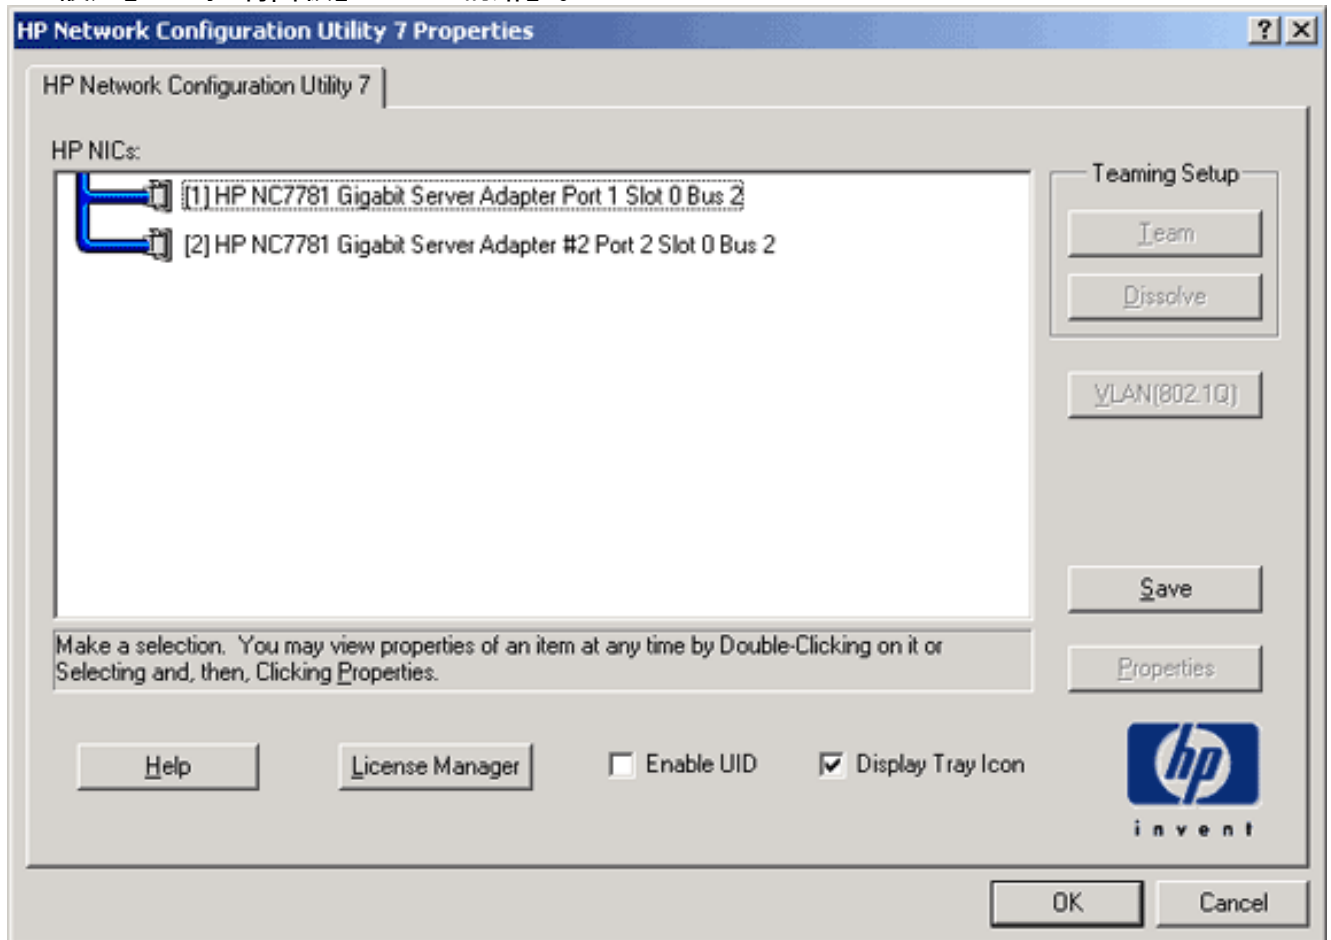 HP Network Configuration Utility 7 Properties
HP Network Configuration Utility 7
HP NICs:
[1] HP NC7781 Gigabit Server Adapter Port 1 Slot 0 Bus 2
[2] HP NC7781 Gigabit Server Adapter #2 Port 2 Slot 0 Bus 2
Teaming Setup
Team
Dissolve
VLAN(802.1Q)
Save
Make a selection. You may view properties of an item at any time by Double-Clicking on it or
Selecting and, then, Clicking Properties.
Properties
Help
License Manager
Enable UID
Display Tray Icon
hp
invent
OK
Cancel